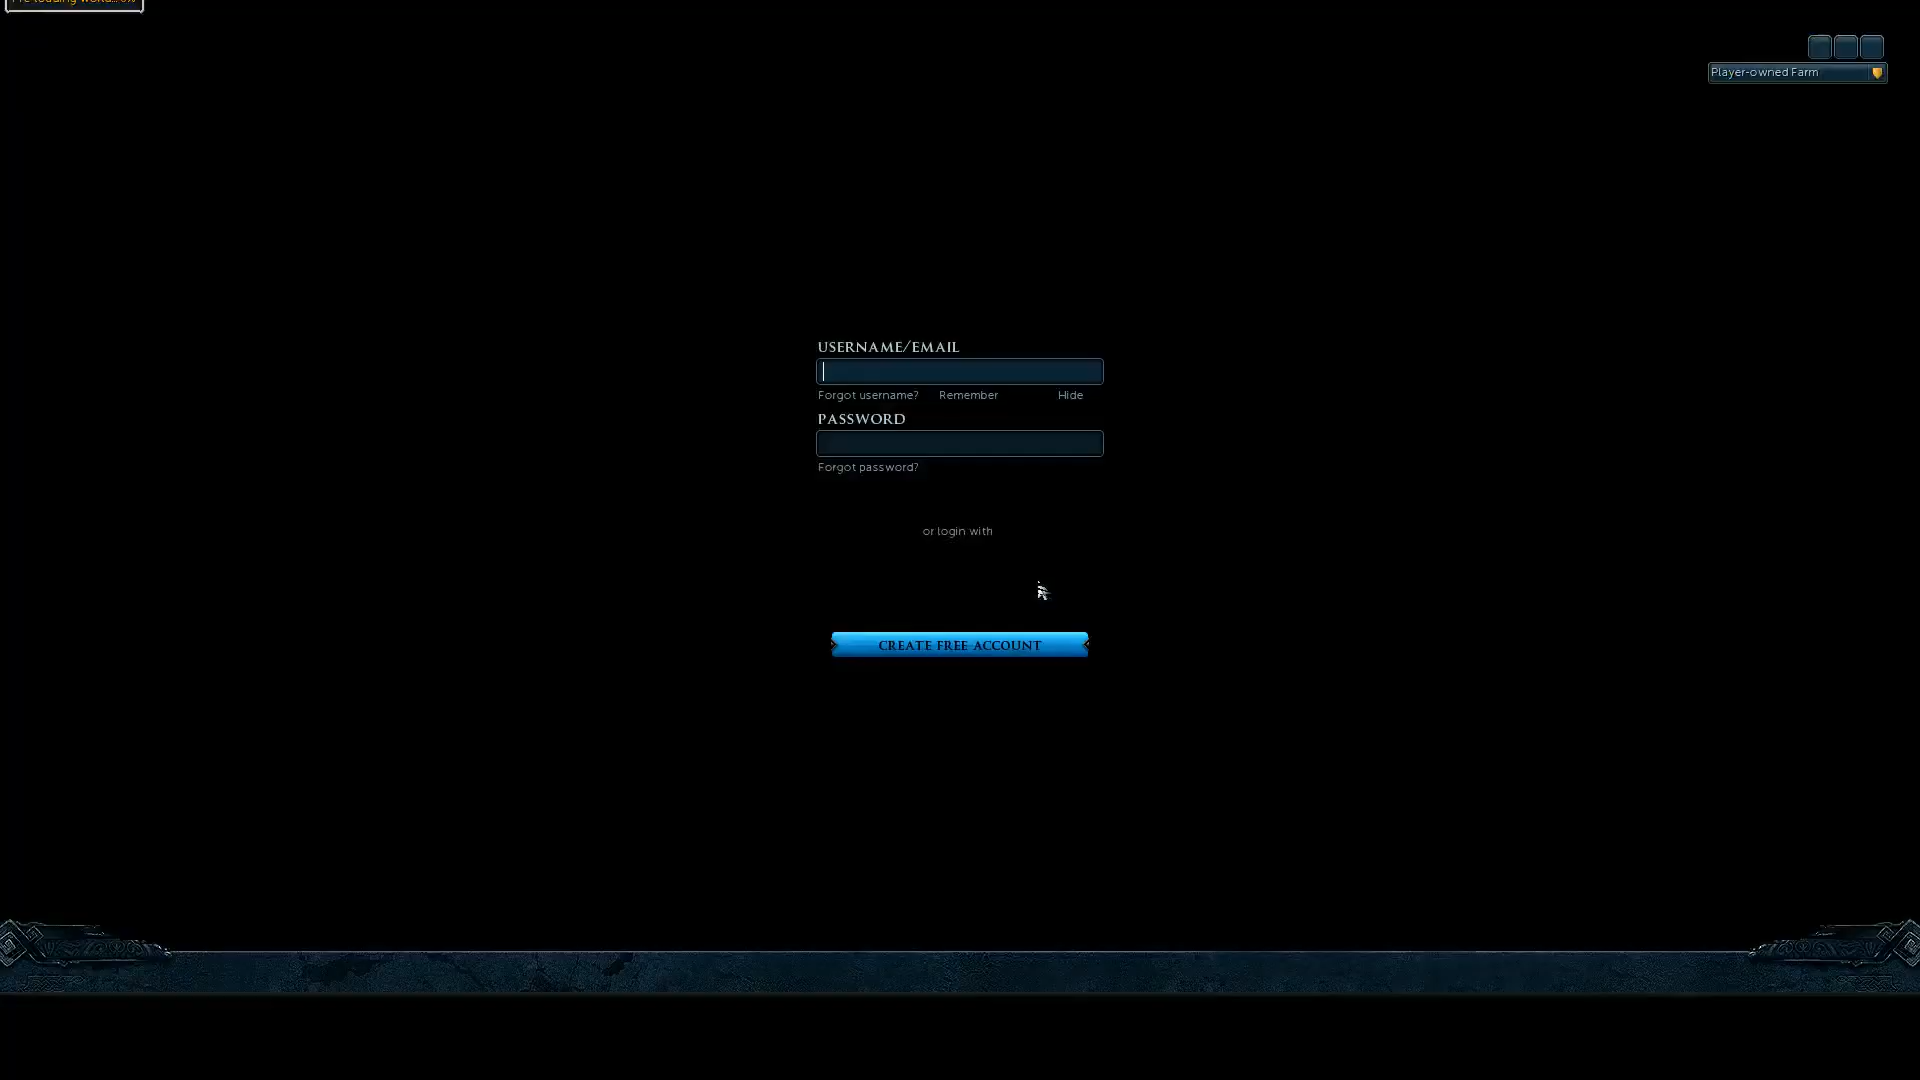 Player-owned Farm
USERNAME/EMAIL
Forgot username? Remember Hide
PASSWORD
Forgot password?
or login with
CREATE FREE ACCOUNT